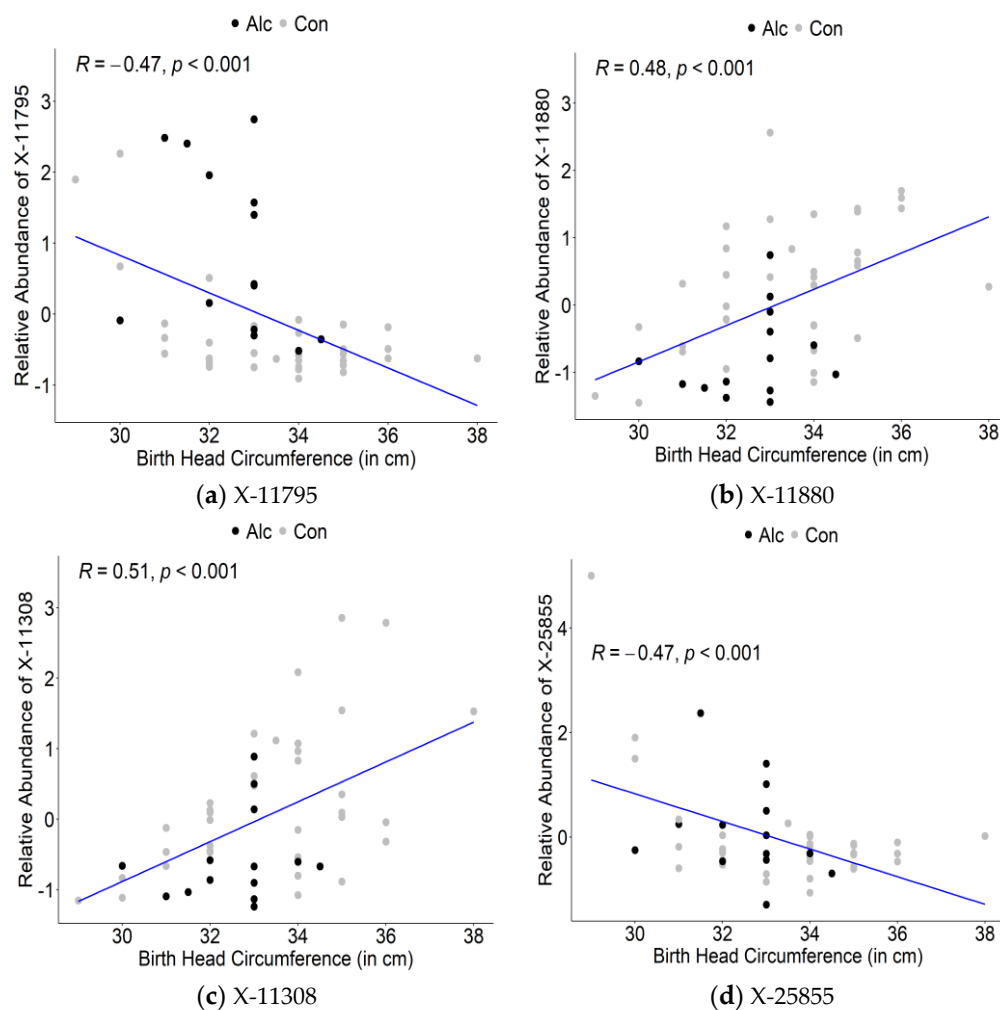 Alc Con
R = −0.47, p < 0.001
Relative Abundance of X-11795
3
2
1
0
-1
30 32 34 36 38
Birth Head Circumference (in cm)
(a) X-11795
Alc Con
R = 0.48, p < 0.001
Relative Abundance of X-11880
3
2
1
0
-1
30 32 34 36 38
Birth Head Circumference (in cm)
(b) X-11880
Alc Con
R = 0.51, p < 0.001
Relative Abundance of X-11308
3
2
1
0
-1
30 32 34 36 38
Birth Head Circumference (in cm)
(c) X-11308
Alc Con
R = −0.47, p < 0.001
Relative Abundance of X-25855
4
2
0
30 32 34 36 38
Birth Head Circumference (in cm)
(d) X-25855